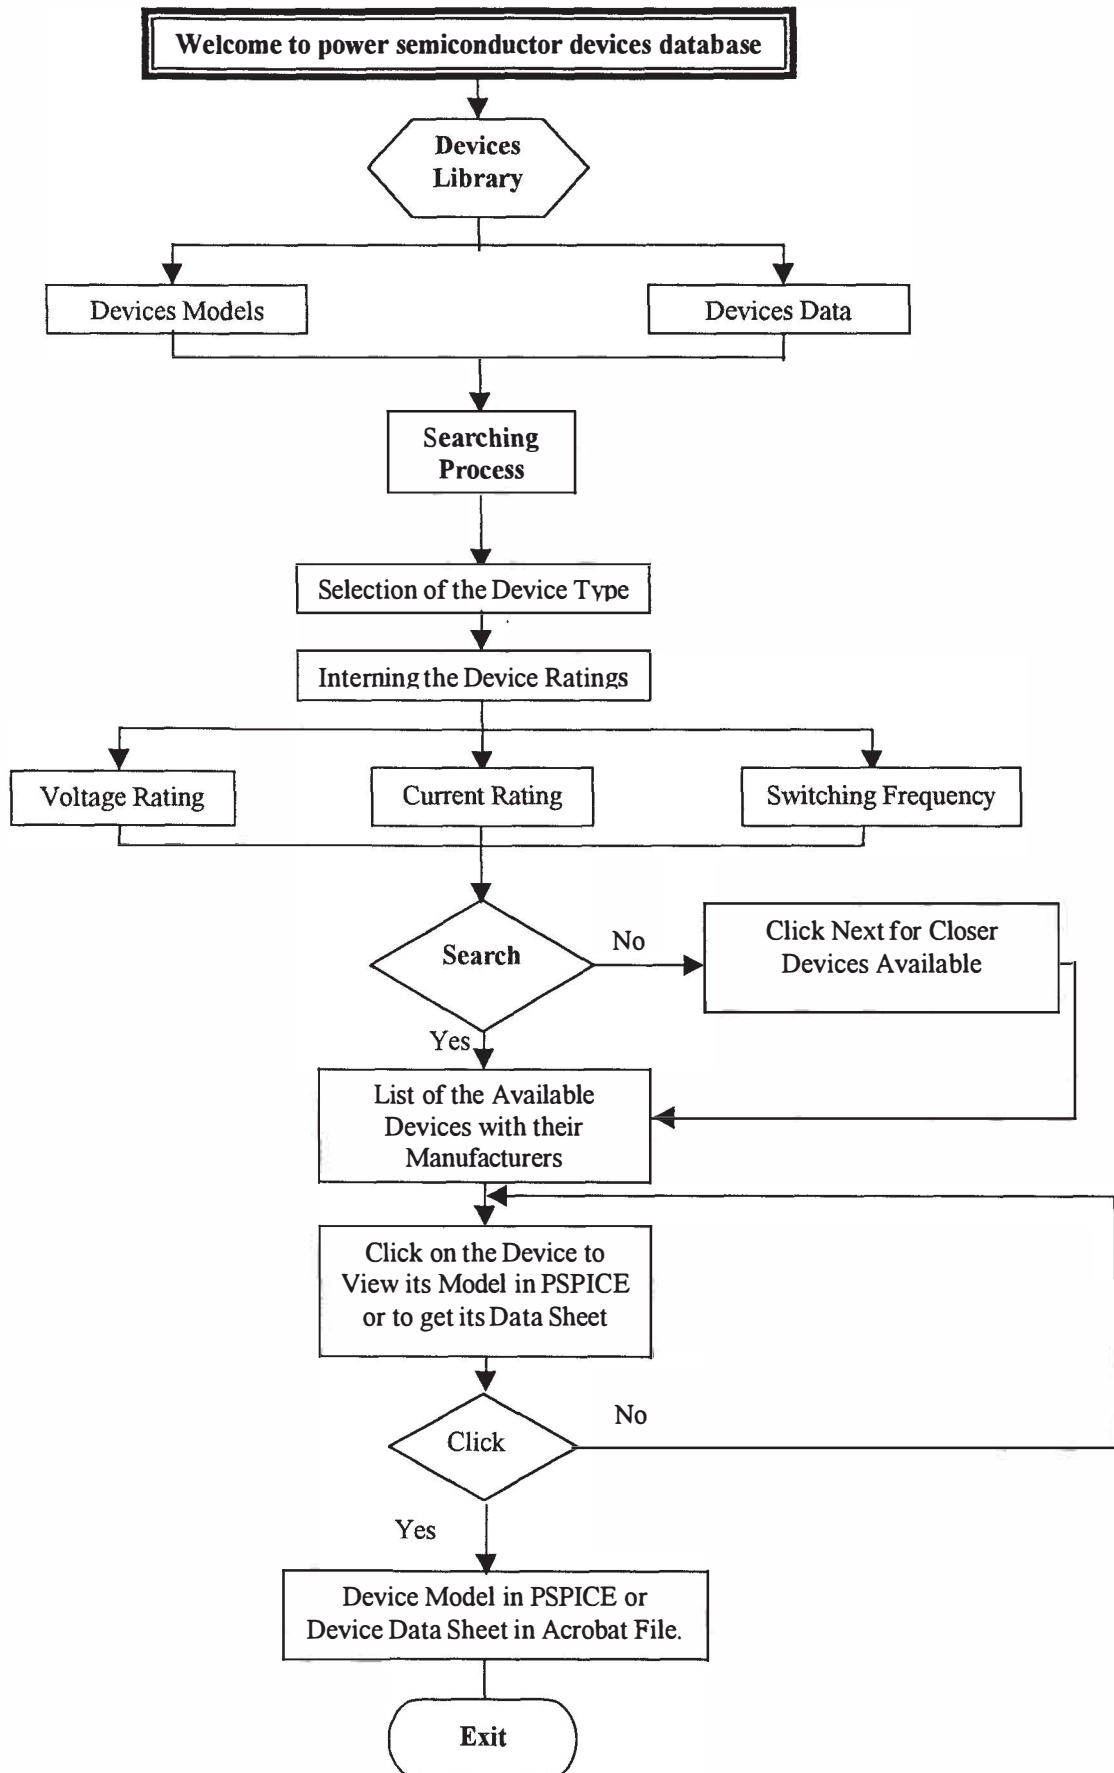 Welcome to power semiconductor devices database
Devices
Library
Devices Models
Devices Data
Searching
Process
Selection of the Device Type
Interning the Device Ratings
Voltage Rating
Current Rating
Switching Frequency
Search
No
Click Next for Closer
Devices Available
Yes
List of the Available
Devices with their
Manufacturers
Click on the Device to
View its Model in PSPICE
or to get its Data Sheet
Click
No
Yes
Device Model in PSPICE or
Device Data Sheet in Acrobat File.
Exit